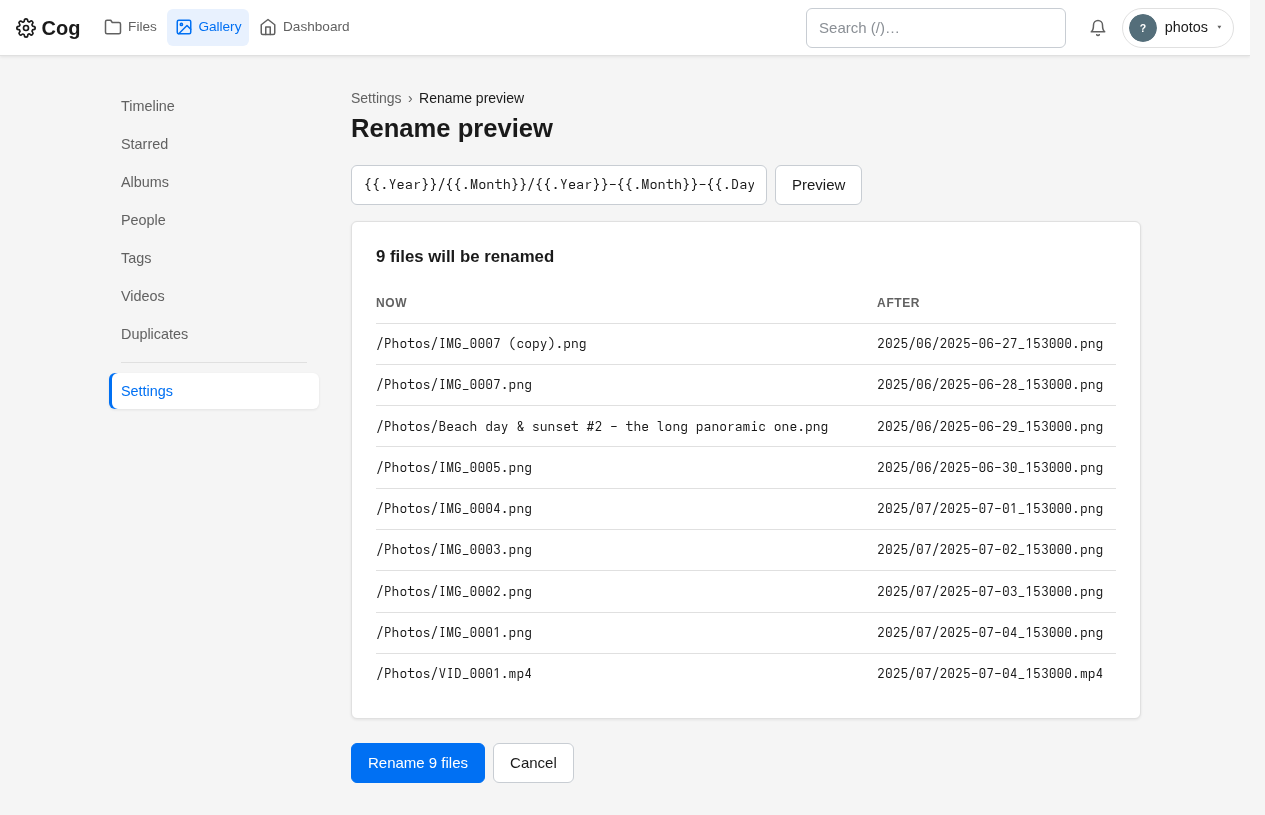 Cog Files Gallery Dashboard Search (/)… ? photos
Timeline
Starred
Albums
People
Tags
Videos
Duplicates
Settings
Settings › Rename preview
Rename preview
{{.Year}}/{{.Month}}/{{.Year}}-{{.Month}}-{{.Day Preview
9 files will be renamed
NOW AFTER
/Photos/IMG_0007 (copy).png 2025/06/2025-06-27_153000.png
/Photos/IMG_0007.png 2025/06/2025-06-28_153000.png
/Photos/Beach day & sunset #2 - the long panoramic one.png 2025/06/2025-06-29_153000.png
/Photos/IMG_0005.png 2025/06/2025-06-30_153000.png
/Photos/IMG_0004.png 2025/07/2025-07-01_153000.png
/Photos/IMG_0003.png 2025/07/2025-07-02_153000.png
/Photos/IMG_0002.png 2025/07/2025-07-03_153000.png
/Photos/IMG_0001.png 2025/07/2025-07-04_153000.png
/Photos/VID_0001.mp4 2025/07/2025-07-04_153000.mp4
Rename 9 files Cancel